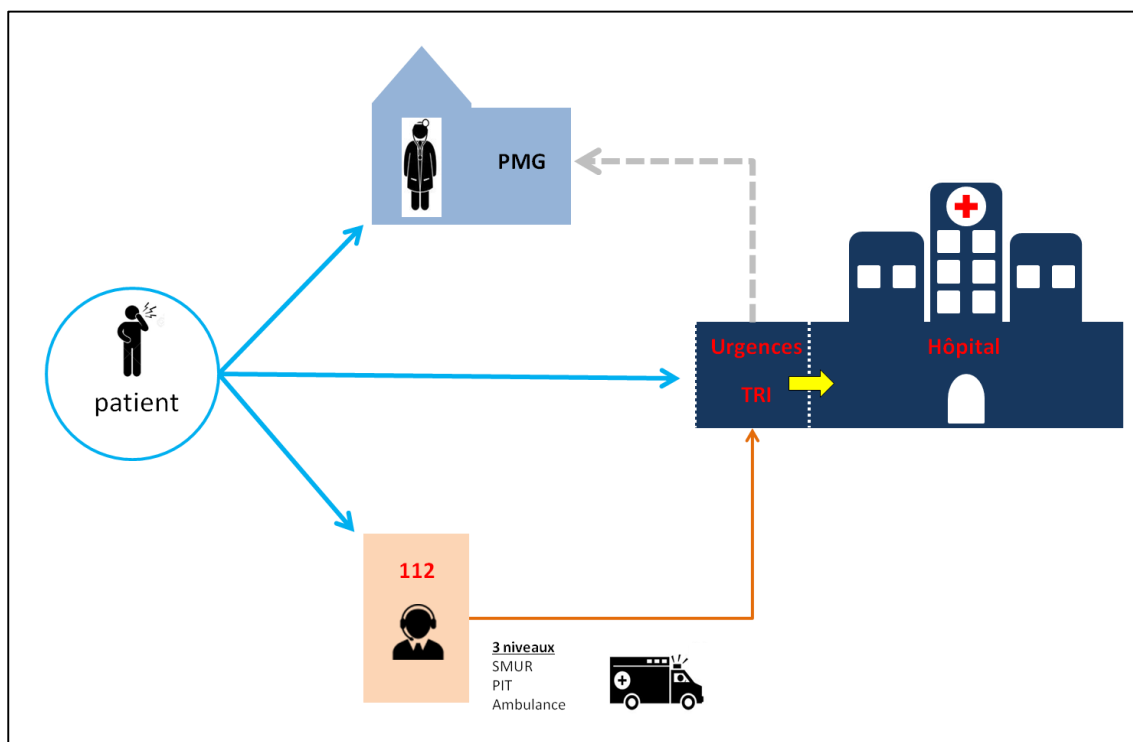 PMG
Urgences
Hôpital
TRI
patient
112
3 niveaux
SMUR
PIT
Ambulance